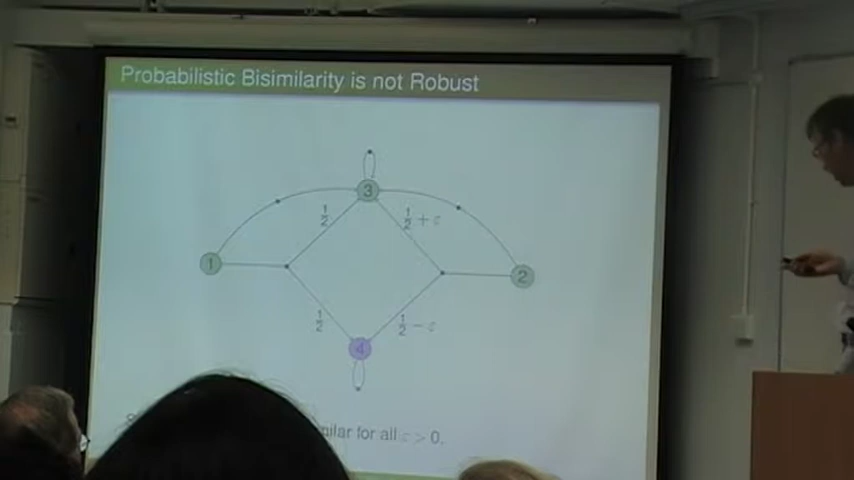 Probabilistic Bisimilarity is not Robust
3
1/2
1/2 + ε
1
2
1/2
1/2 − ε
4
for all ε > 0.